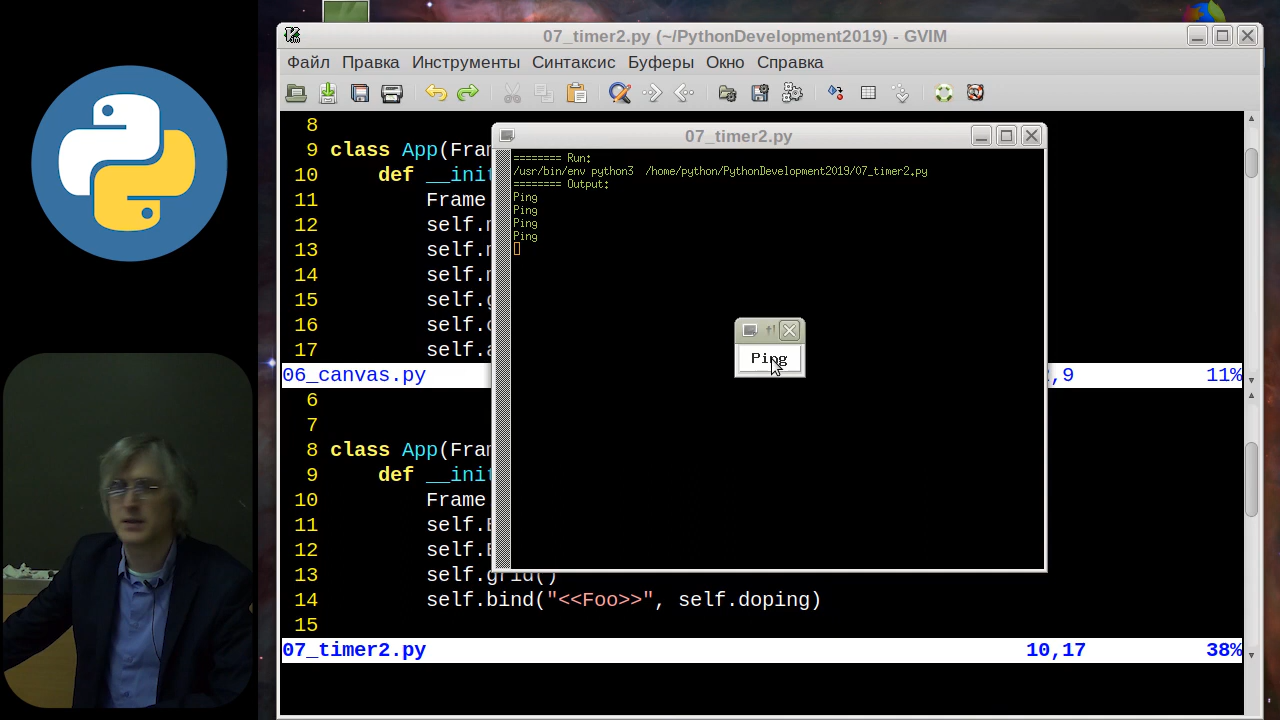 07_timer2.py (~/PythonDevelopment2019) - GVIM
Файл Правка Инструменты Синтаксис Буферы Окно Справка
8
9 class App(Fra
10 def __init
11 Frame
12 self.
13 self.
14 self.
15 self.
16 self.
17 self.
06_canvas.py ,9 11%
07_timer2.py
======== Run:
/usr/bin/env python3 /home/python/PythonDevelopment2019/07_timer2.py
======== Output:
Ping
Ping
Ping
Ping
Ping
6
7
8 class App(Fra
9 def __init
10 Frame
11 self.
12 self.
13 self.grid()
14 self.bind("<<Foo>>", self.doping)
15
07_timer2.py 10,17 38%